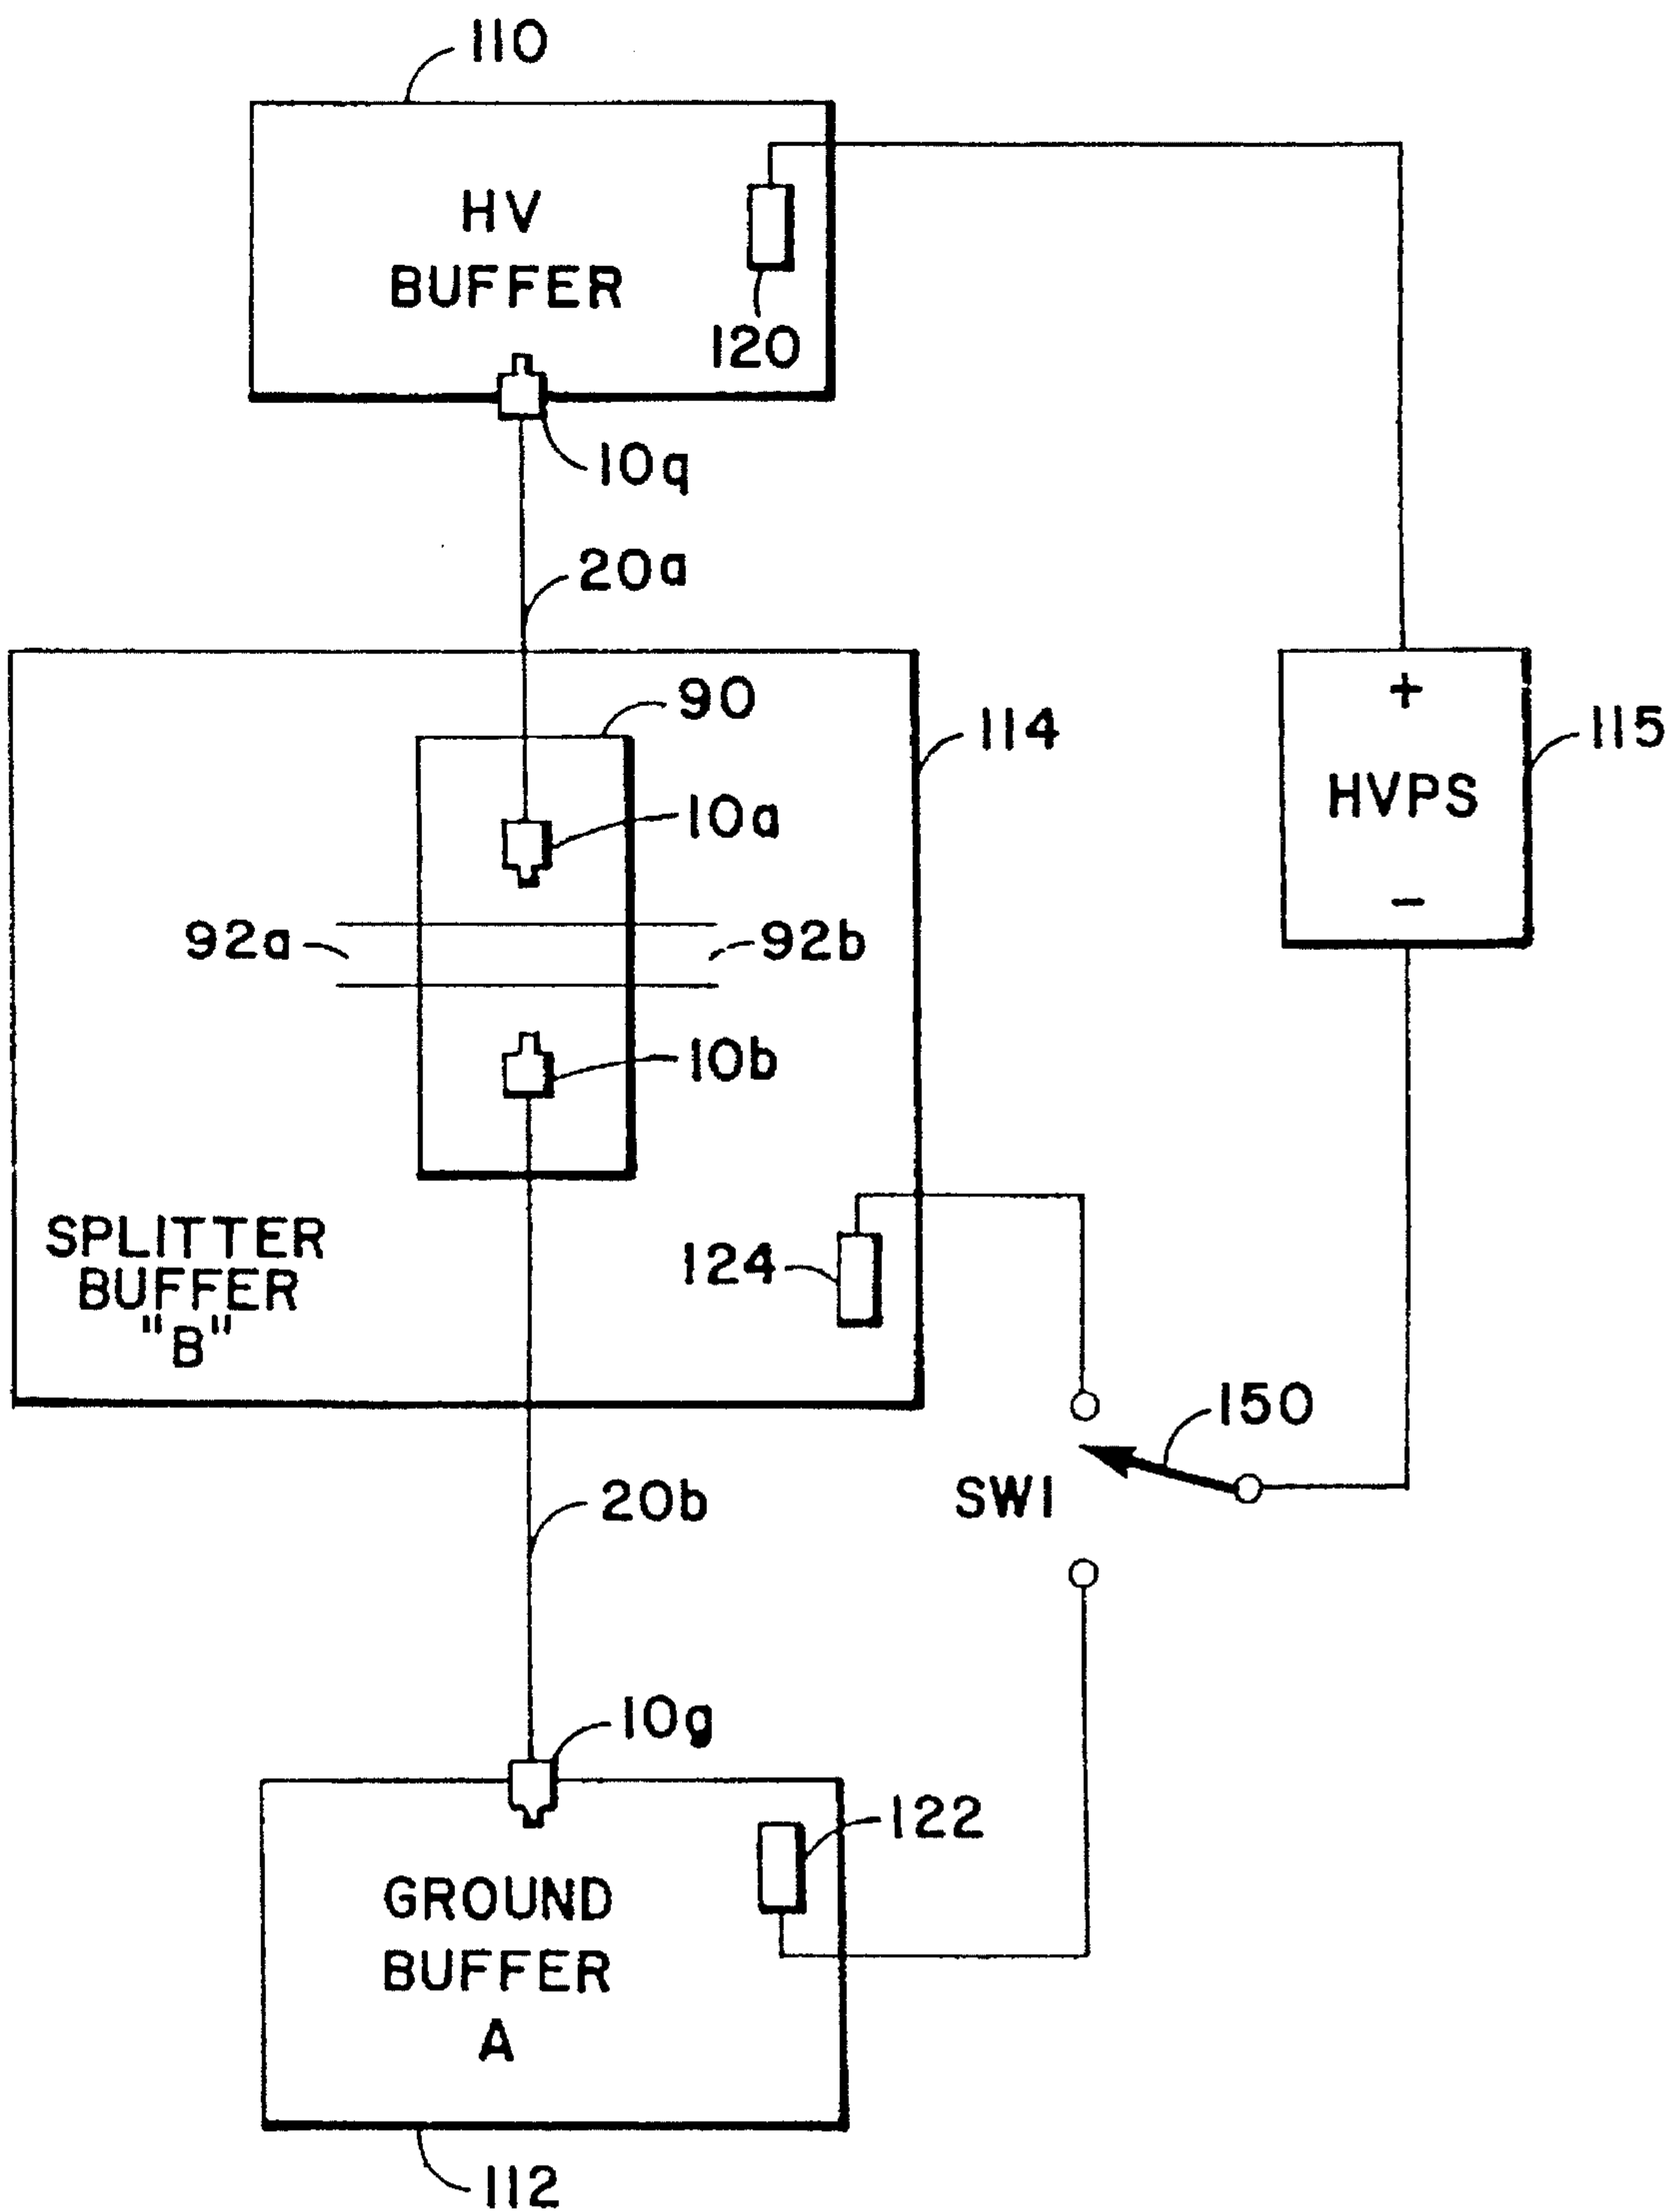 110
HV
BUFFER
120
10q
20a
90
114
115
+
HVPS
−
10a
92a
92b
10b
SPLITTER
BUFFER
"B"
124
150
SW1
20b
10g
122
GROUND
BUFFER
A
112